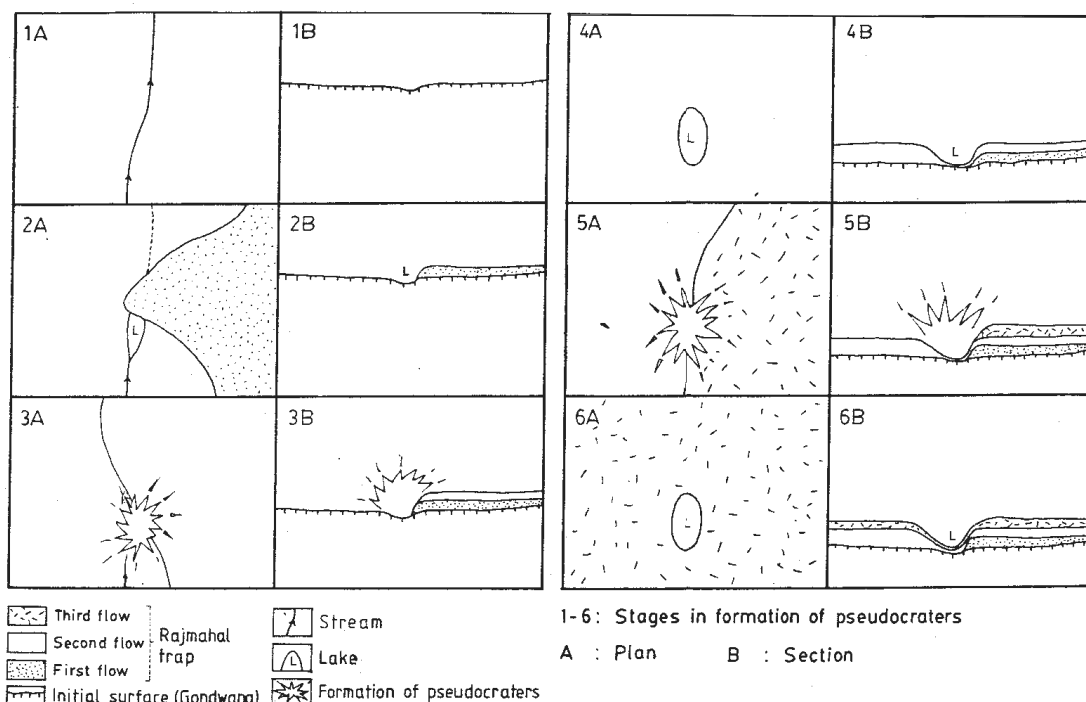 1A
1B
4A
4B
L
L
2A
2B
5A
5B
L
L
3A
3B
6A
6B
L
L
Third flow
Second flow
First flow
Rajmahal
trap
Initial surface (Gondwana)
Stream
L
Lake
Formation of pseudocraters
1-6: Stages in formation of pseudocraters
A : Plan B : Section